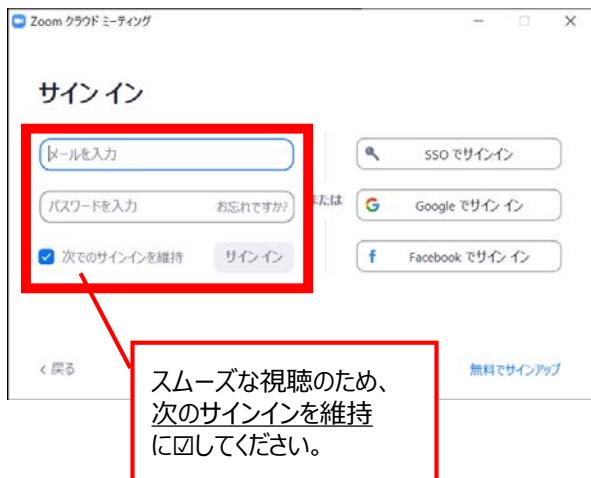 Zoom クラウド ミーティング
サイン イン
メールを入力
パスワードを入力 お忘れですか?
次でのサインインを維持 サイン イン
または
SSO でサインイン
Google でサイン イン
Facebook でサイン イン
< 戻る
無料でサインアップ
スムーズな視聴のため、
次のサインインを維持
に☑してください。